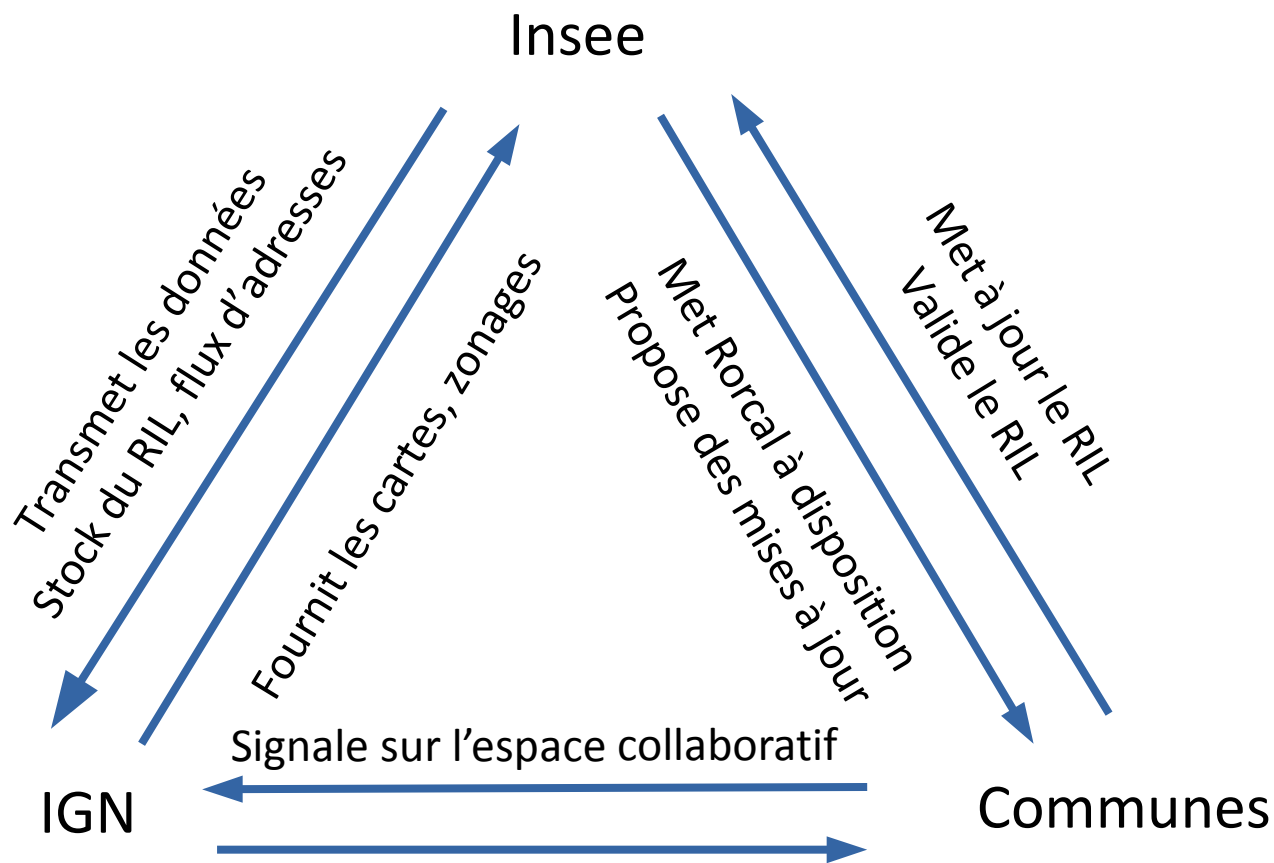 Insee
Transmet les données
Stock du RIL, flux d’adresses
Fournit les cartes, zonages
Met Rorcal à disposition
Propose des mises à jour
Met à jour le RIL
Valide le RIL
Signale sur l’espace collaboratif
IGN
Communes